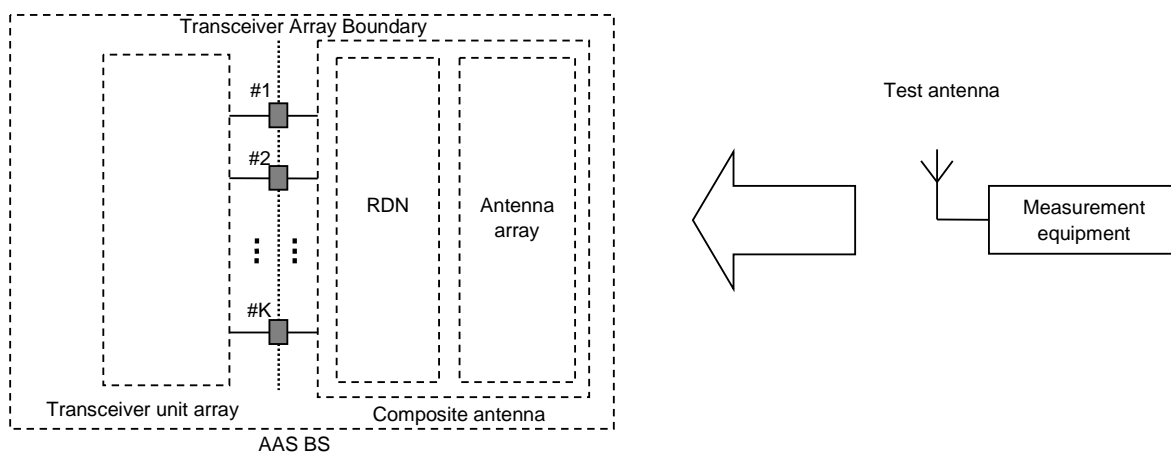 Transceiver Array Boundary
#1
#2
#K
RDN
Antenna
array
Transceiver unit array
Composite antenna
AAS BS
Test antenna
Measurement
equipment